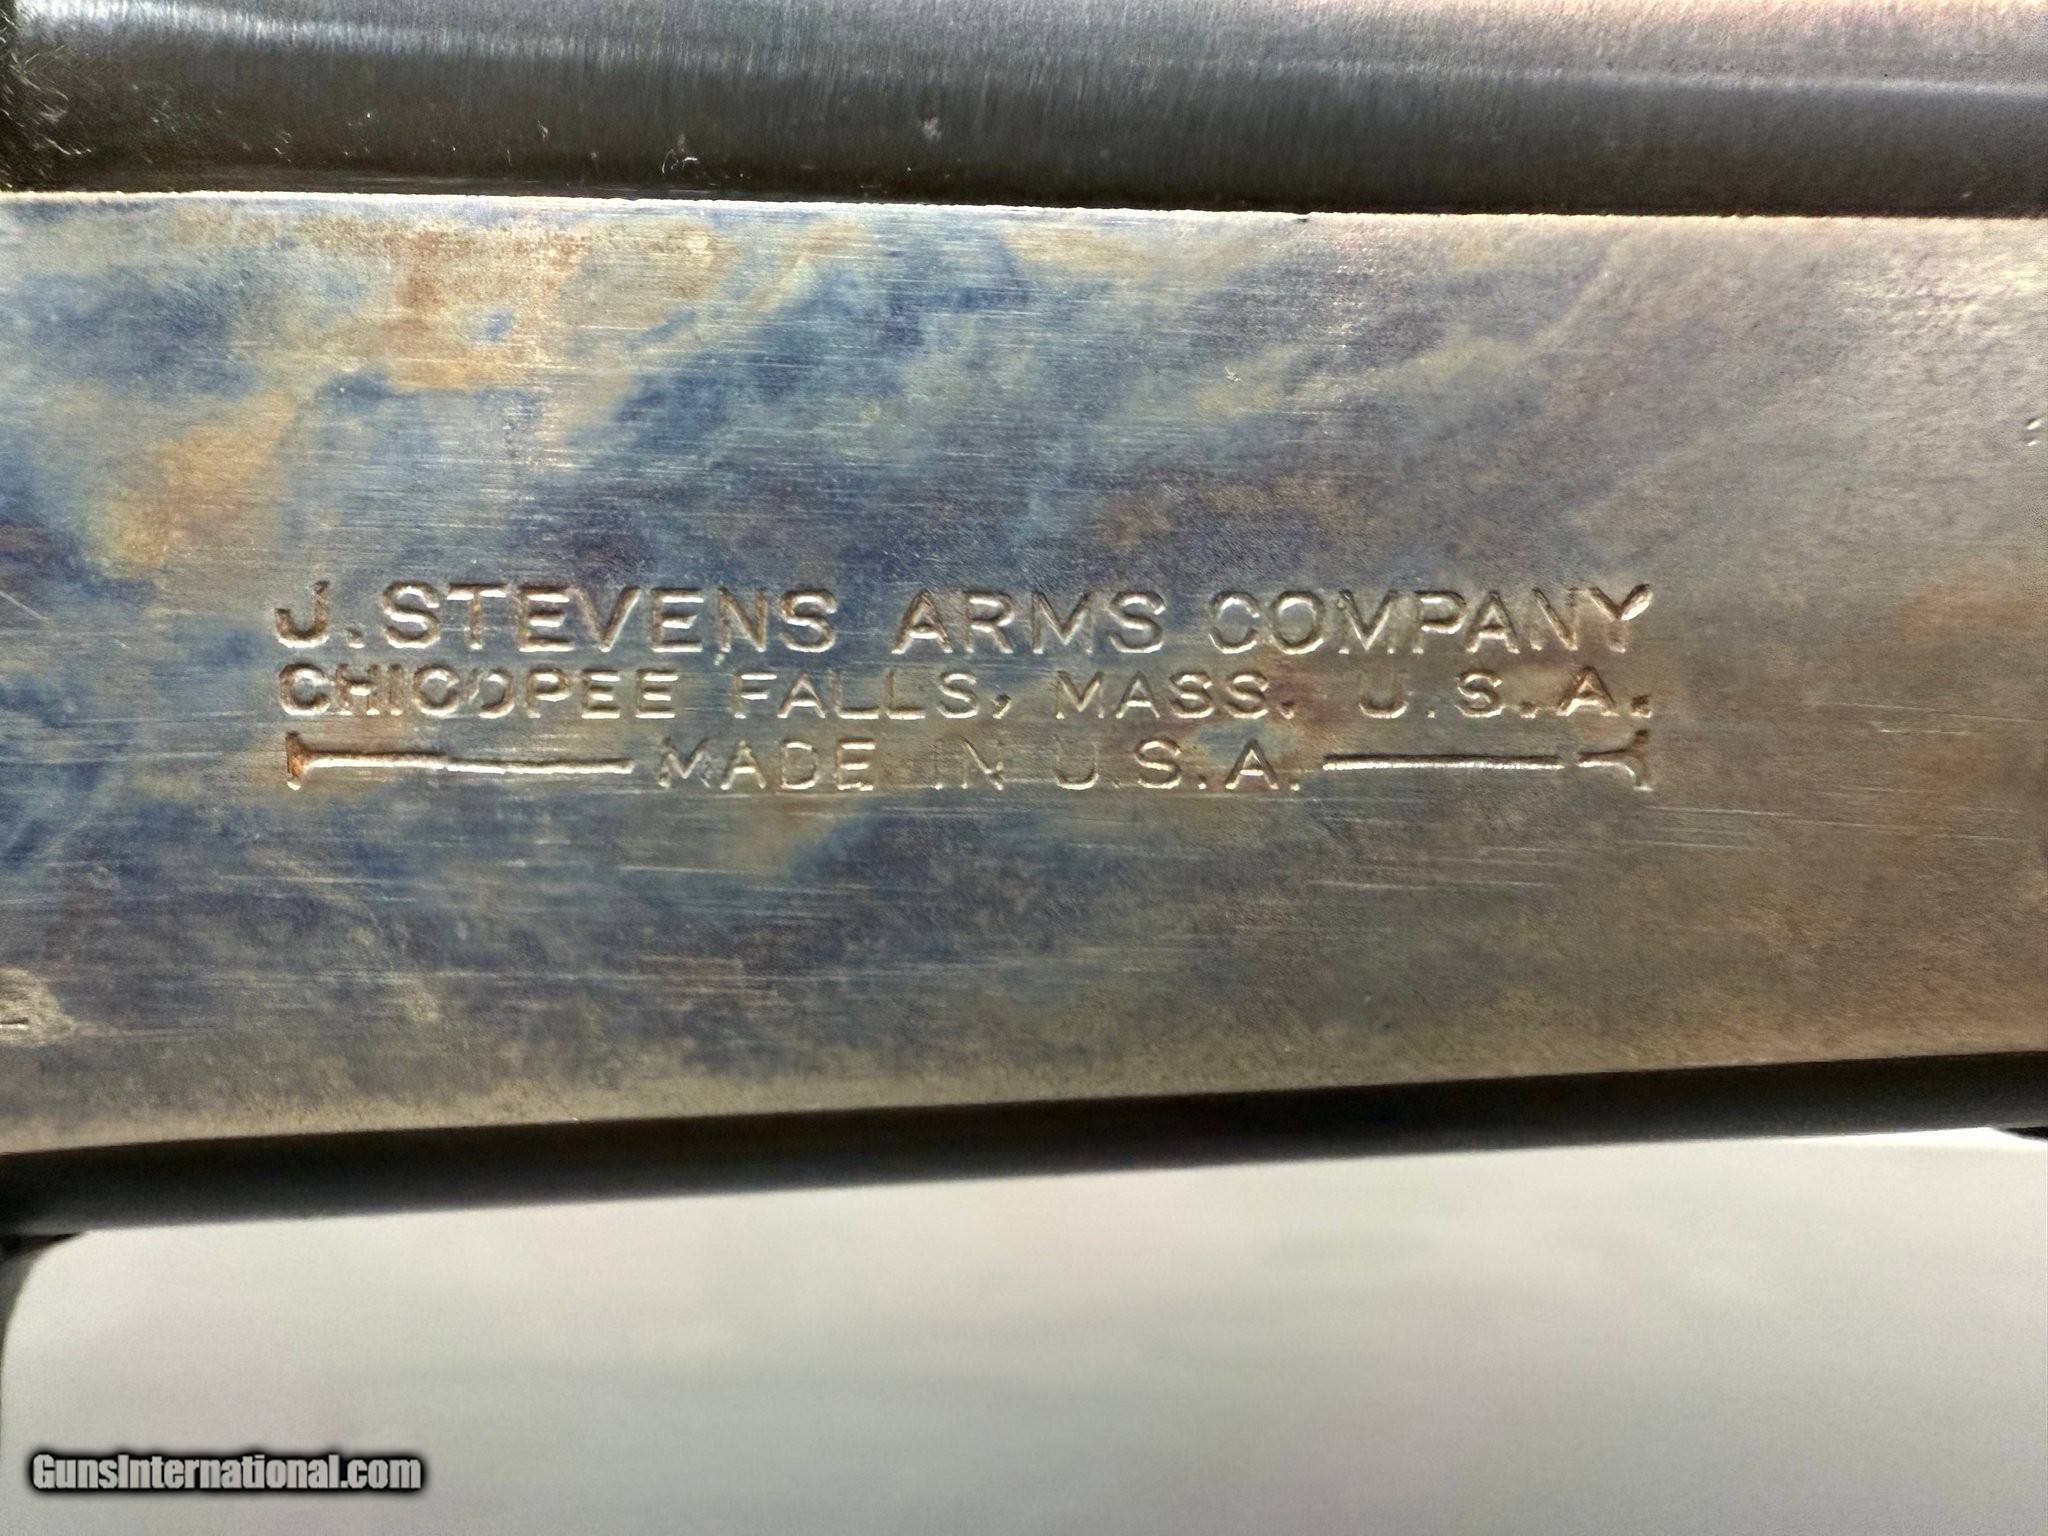 J. STEVENS ARMS COMPANY
CHICOPEE FALLS, MASS. U.S.A.
MADE IN U.S.A.
GunsInternational.com